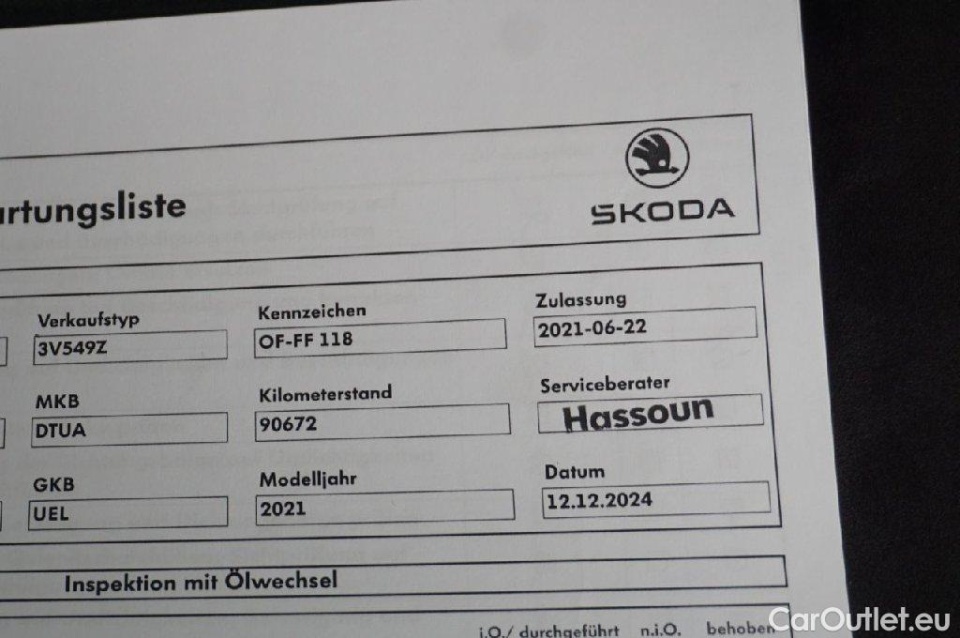 artungsliste
SKODA
Verkaufstyp
3V549Z
Kennzeichen
OF-FF 118
Zulassung
2021-06-22
MKB
DTUA
Kilometerstand
90672
Serviceberater
Hassoun
GKB
UEL
Modelljahr
2021
Datum
12.12.2024
Inspektion mit Ölwechsel
i.O./ durchgeführt n.i.O. behoben
CarOutlet.eu